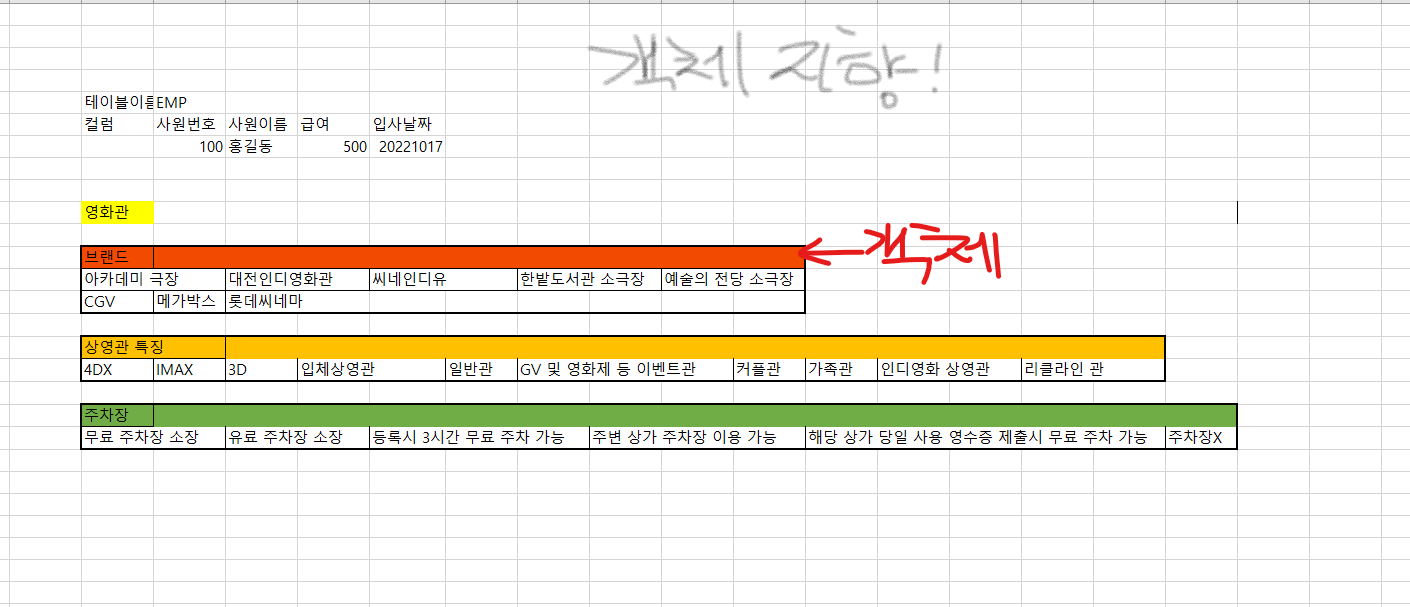 객체 지향!
테이블이름 EMP
컬럼 사원번호 사원이름 급여 입사날짜
100 홍길동 500 20221017
영화관
브랜드 ← 객체
아카데미 극장 대전인디영화관 씨네인디유 한밭도서관 소극장 예술의 전당 소극장
CGV 메가박스 롯데씨네마
상영관 특징
4DX IMAX 3D 입체상영관 일반관 GV 및 영화제 등 이벤트관 커플관 가족관 인디영화 상영관 리클라인 관
주차장
무료 주차장 소장 유료 주차장 소장 등록시 3시간 무료 주차 가능 주변 상가 주차장 이용 가능 해당 상가 당일 사용 영수증 제출시 무료 주차 가능 주차장X